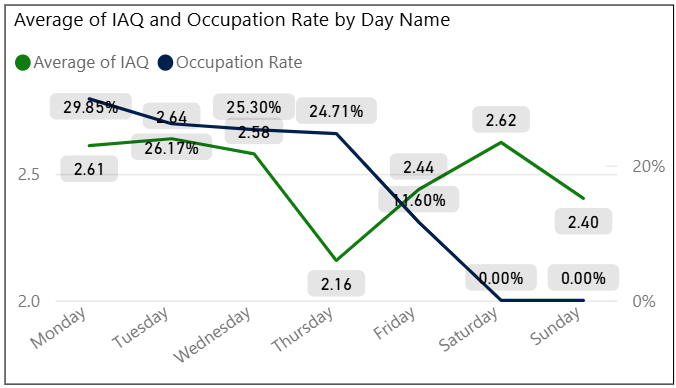 Average of IAQ and Occupation Rate by Day Name
Average of IAQ Occupation Rate
29.85% 2.64 25.30% 24.71% 2.62
2.58
2.61 26.17% 2.44
2.5 20%
11.60%
2.40
2.16 0.00% 0.00%
2.0 0%
Monday Tuesday Wednesday Thursday Friday Saturday Sunday